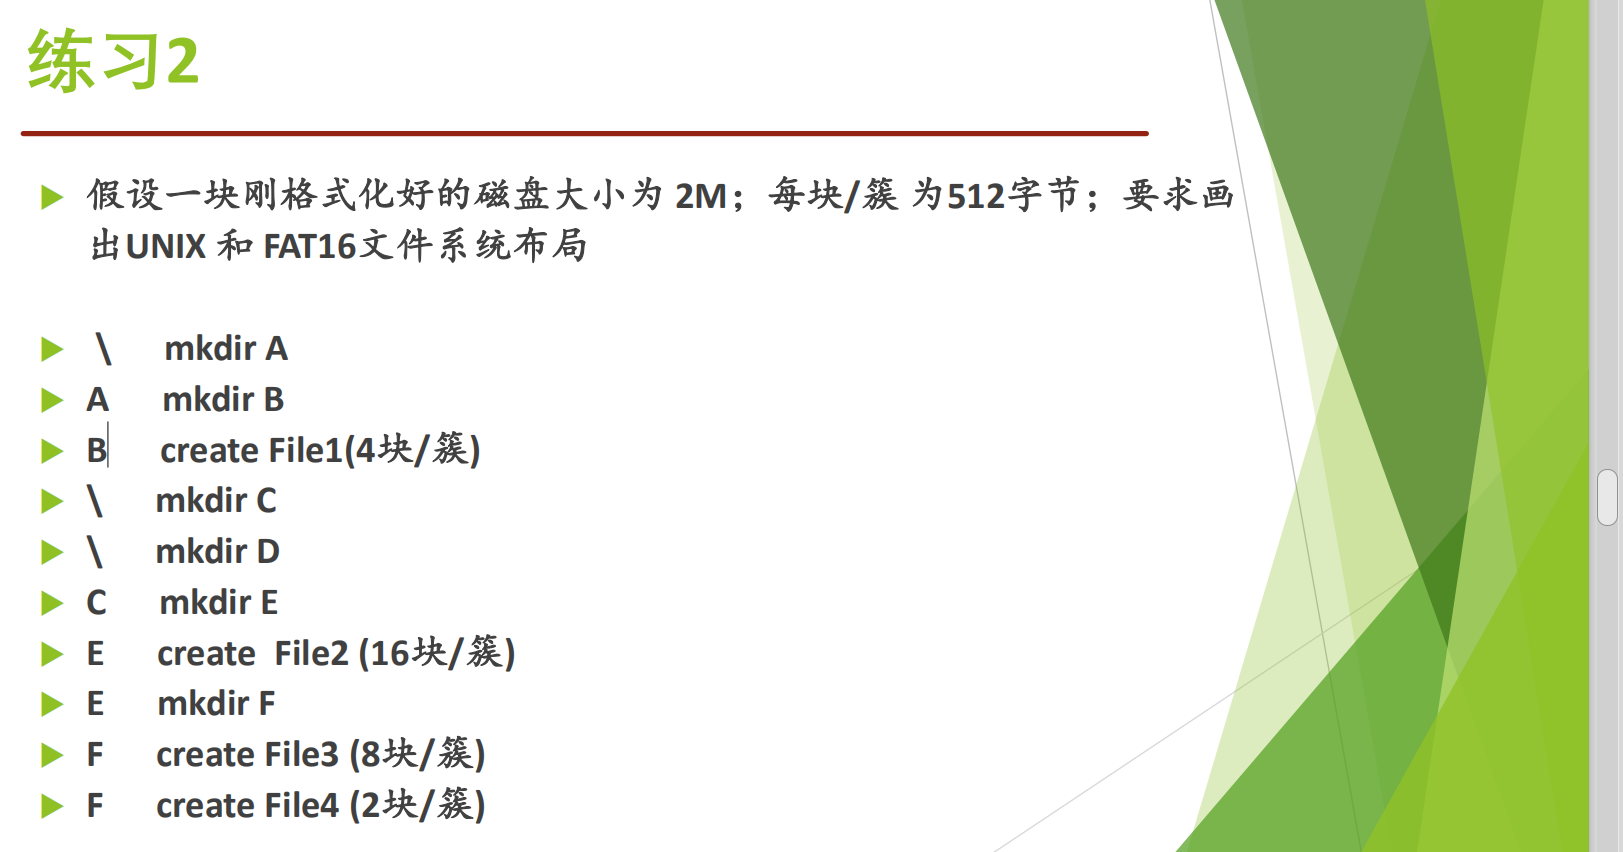 练习2
假设一块刚格式化好的磁盘大小为 2M；每块/簇 为512字节；要求画
出UNIX 和 FAT16文件系统布局
\ mkdir A
A mkdir B
B create File1(4块/簇)
\ mkdir C
\ mkdir D
C mkdir E
E create File2 (16块/簇)
E mkdir F
F create File3 (8块/簇)
F create File4 (2块/簇)